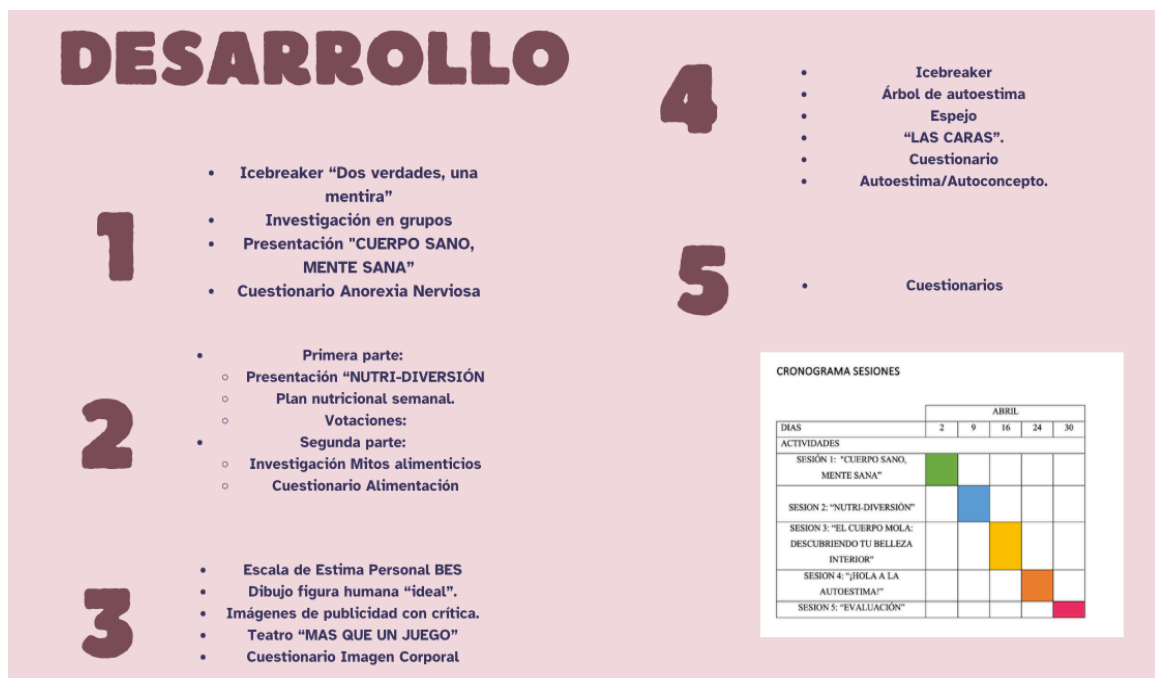 DESARROLLO
1
• Icebreaker “Dos verdades, una
mentira”
• Investigación en grupos
• Presentación "CUERPO SANO,
MENTE SANA”
• Cuestionario Anorexia Nerviosa
2
• Primera parte:
○ Presentación “NUTRI-DIVERSIÓN
○ Plan nutricional semanal.
○ Votaciones:
• Segunda parte:
○ Investigación Mitos alimenticios
○ Cuestionario Alimentación
3
• Escala de Estima Personal BES
• Dibujo figura humana “ideal”.
• Imágenes de publicidad con crítica.
• Teatro “MAS QUE UN JUEGO”
• Cuestionario Imagen Corporal
4
• Icebreaker
• Árbol de autoestima
• Espejo
• “LAS CARAS”.
• Cuestionario
• Autoestima/Autoconcepto.
5
• Cuestionarios
CRONOGRAMA SESIONES
ABRIL
DIAS 2 9 16 24 30
ACTIVIDADES
SESIÓN 1: "CUERPO SANO,
MENTE SANA"
SESION 2: “NUTRI-DIVERSIÓN”
SESION 3: “EL CUERPO MOLA:
DESCUBRIENDO TU BELLEZA
INTERIOR”
SESION 4: “¡HOLA A LA
AUTOESTIMA!”
SESION 5: “EVALUACIÓN”